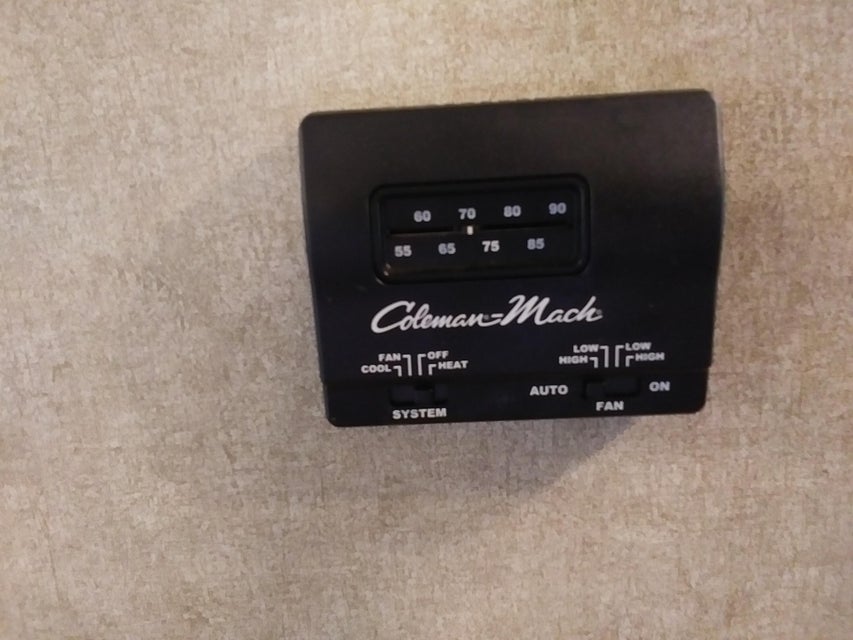 60 70 80 90
55 65 75 85
Coleman-Mach
FAN OFF
COOL HEAT
SYSTEM
LOW LOW
HIGH HIGH
AUTO ON
FAN